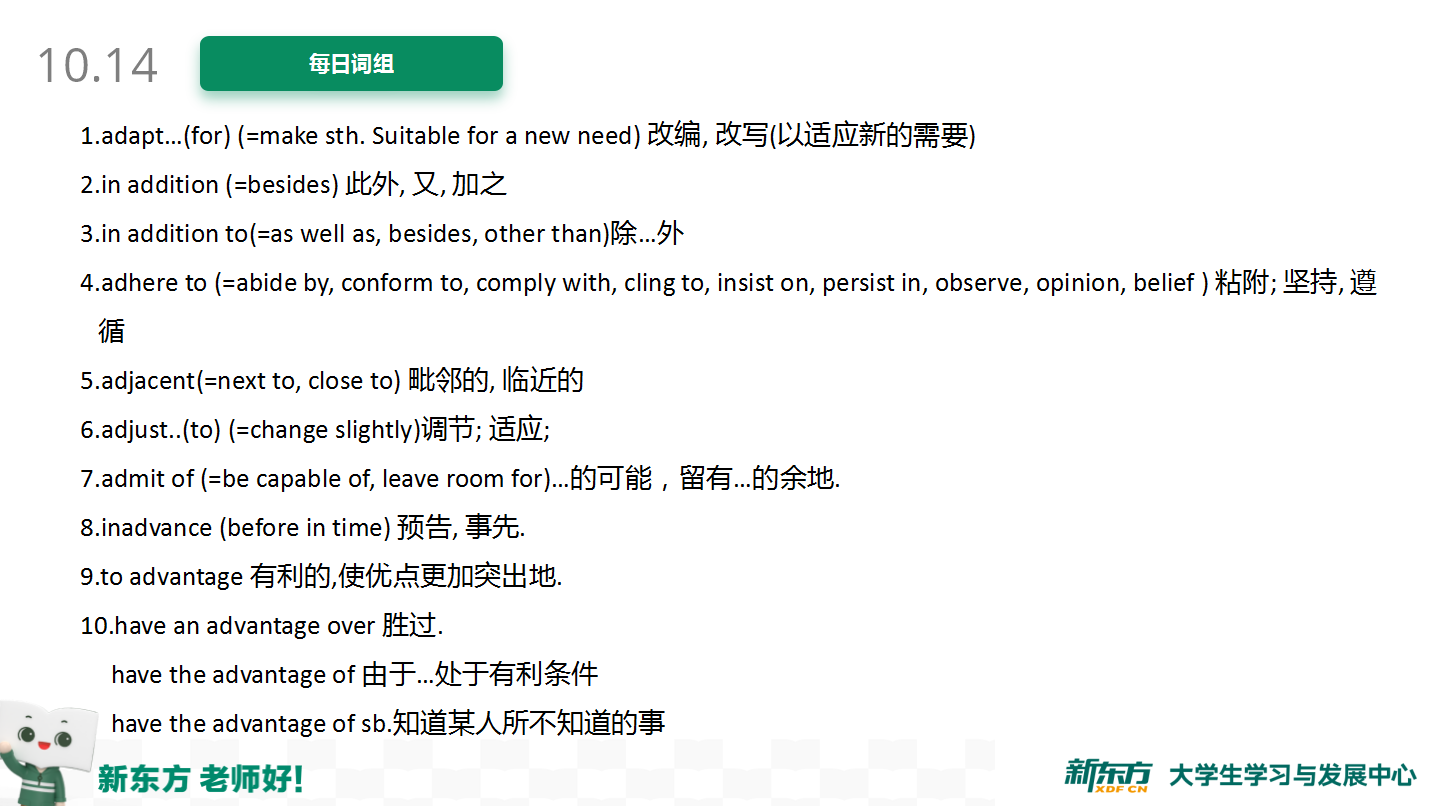 10.14
每日词组
1.adapt…(for) (=make sth. Suitable for a new need) 改编, 改写(以适应新的需要)
2.in addition (=besides) 此外, 又, 加之
3.in addition to(=as well as, besides, other than)除…外
4.adhere to (=abide by, conform to, comply with, cling to, insist on, persist in, observe, opinion, belief ) 粘附; 坚持, 遵
循
5.adjacent(=next to, close to) 毗邻的, 临近的
6.adjust..(to) (=change slightly)调节; 适应;
7.admit of (=be capable of, leave room for)…的可能，留有…的余地.
8.inadvance (before in time) 预告, 事先.
9.to advantage 有利的,使优点更加突出地.
10.have an advantage over 胜过.
have the advantage of 由于…处于有利条件
have the advantage of sb.知道某人所不知道的事
新东方 老师好!
新东方 XDF CN 大学生学习与发展中心